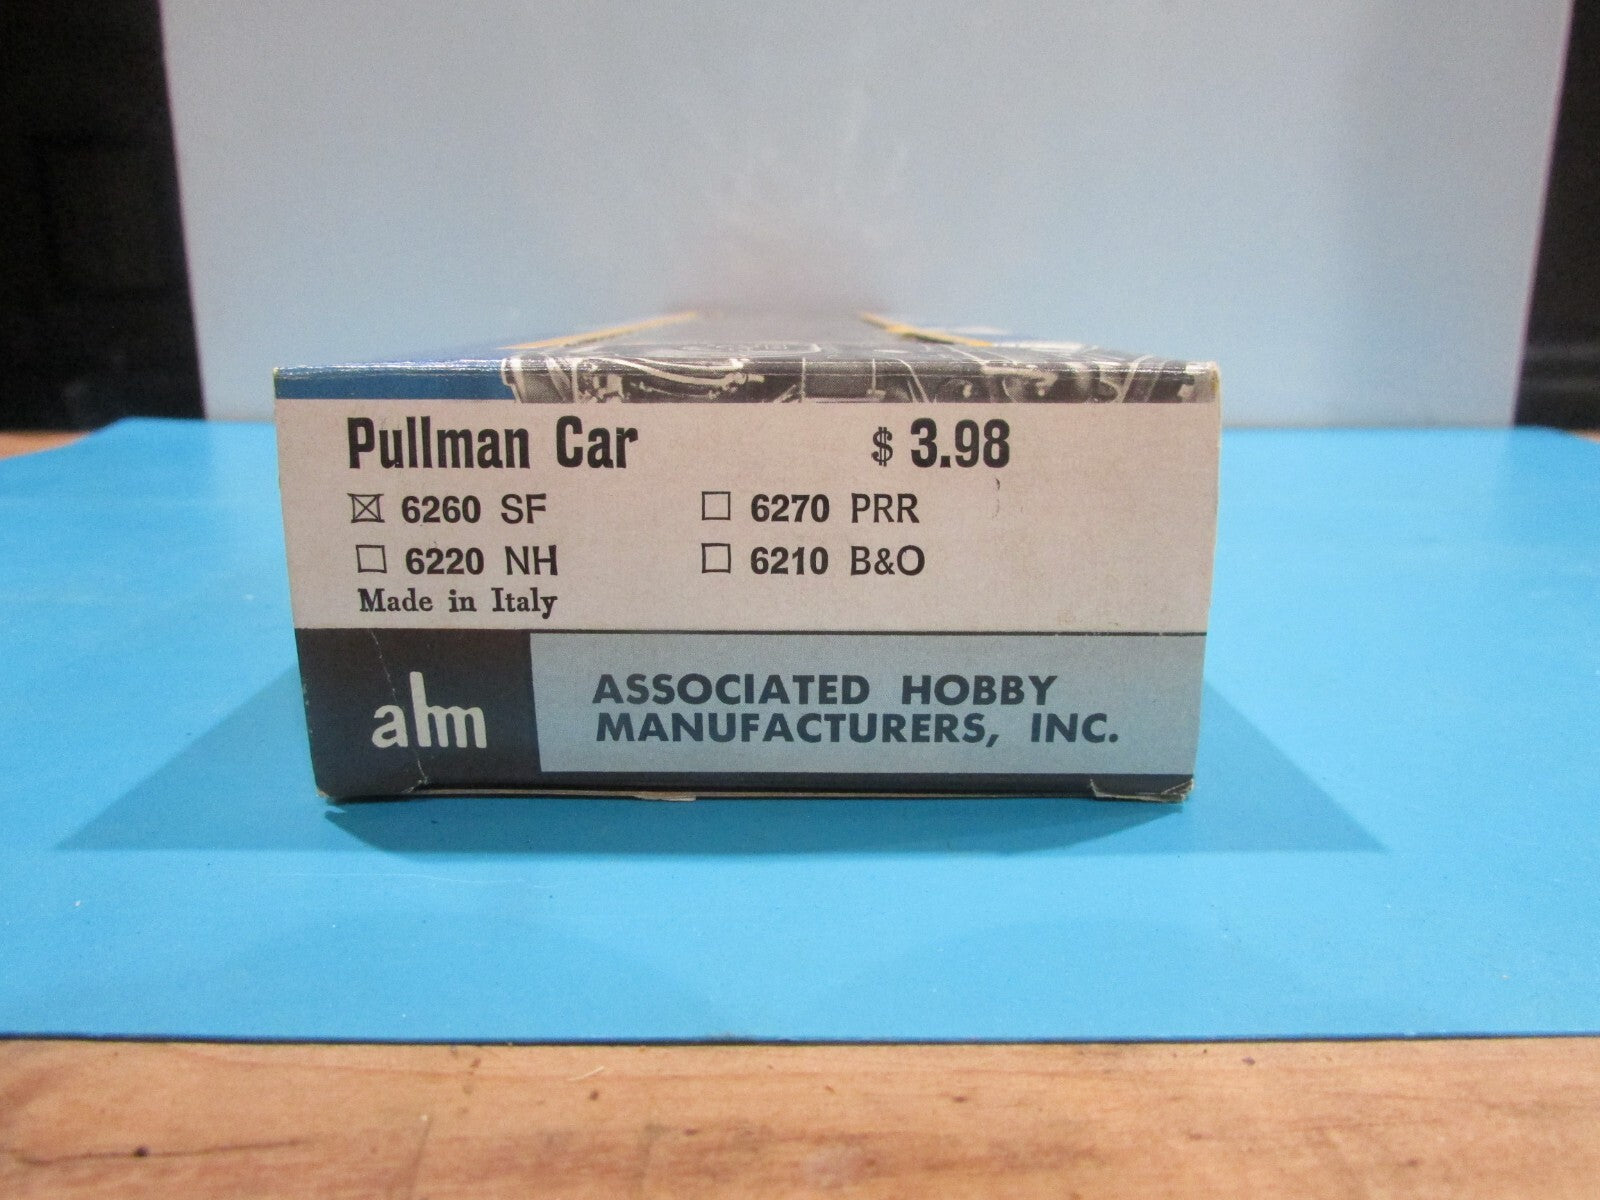 Pullman Car $ 3.98
☒ 6260 SF ☐ 6270 PRR
☐ 6220 NH ☐ 6210 B&O
Made in Italy
ahm ASSOCIATED HOBBY
MANUFACTURERS, INC.